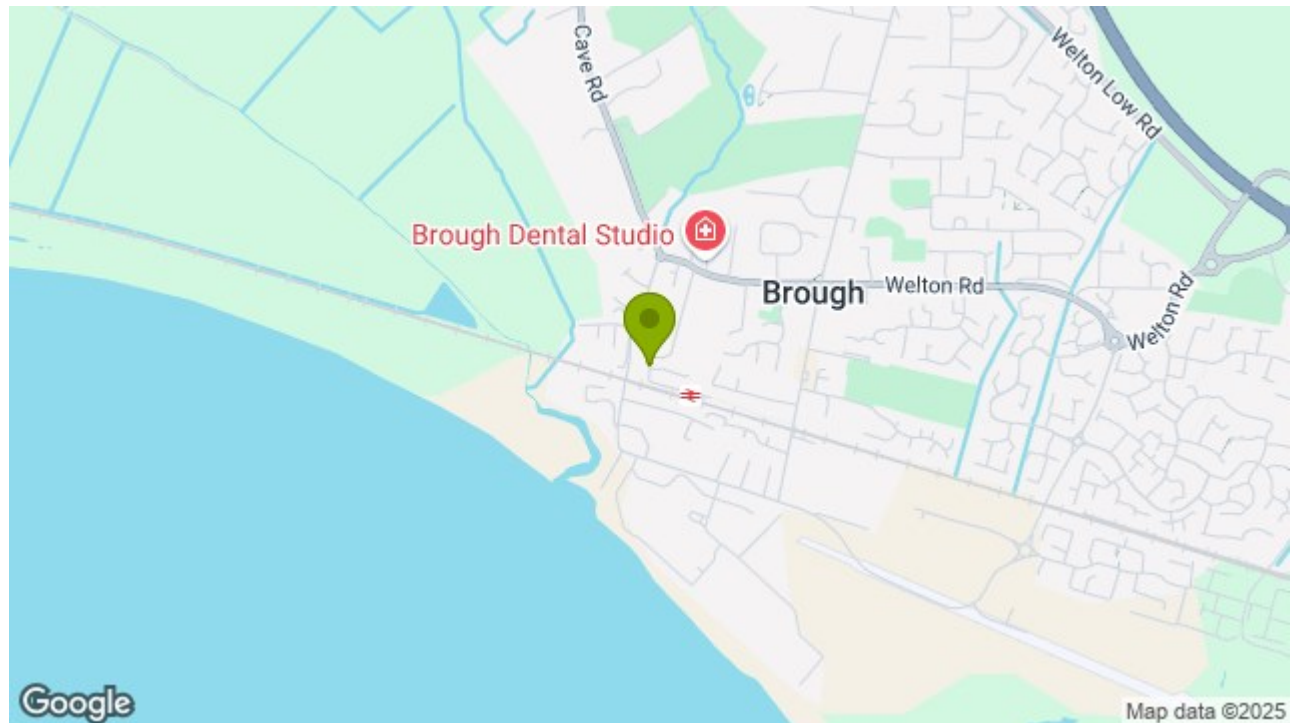 Cave Rd
Welton Low Rd
Brough Dental Studio
Brough
Welton Rd
Welton Rd
Google
Map data ©2025